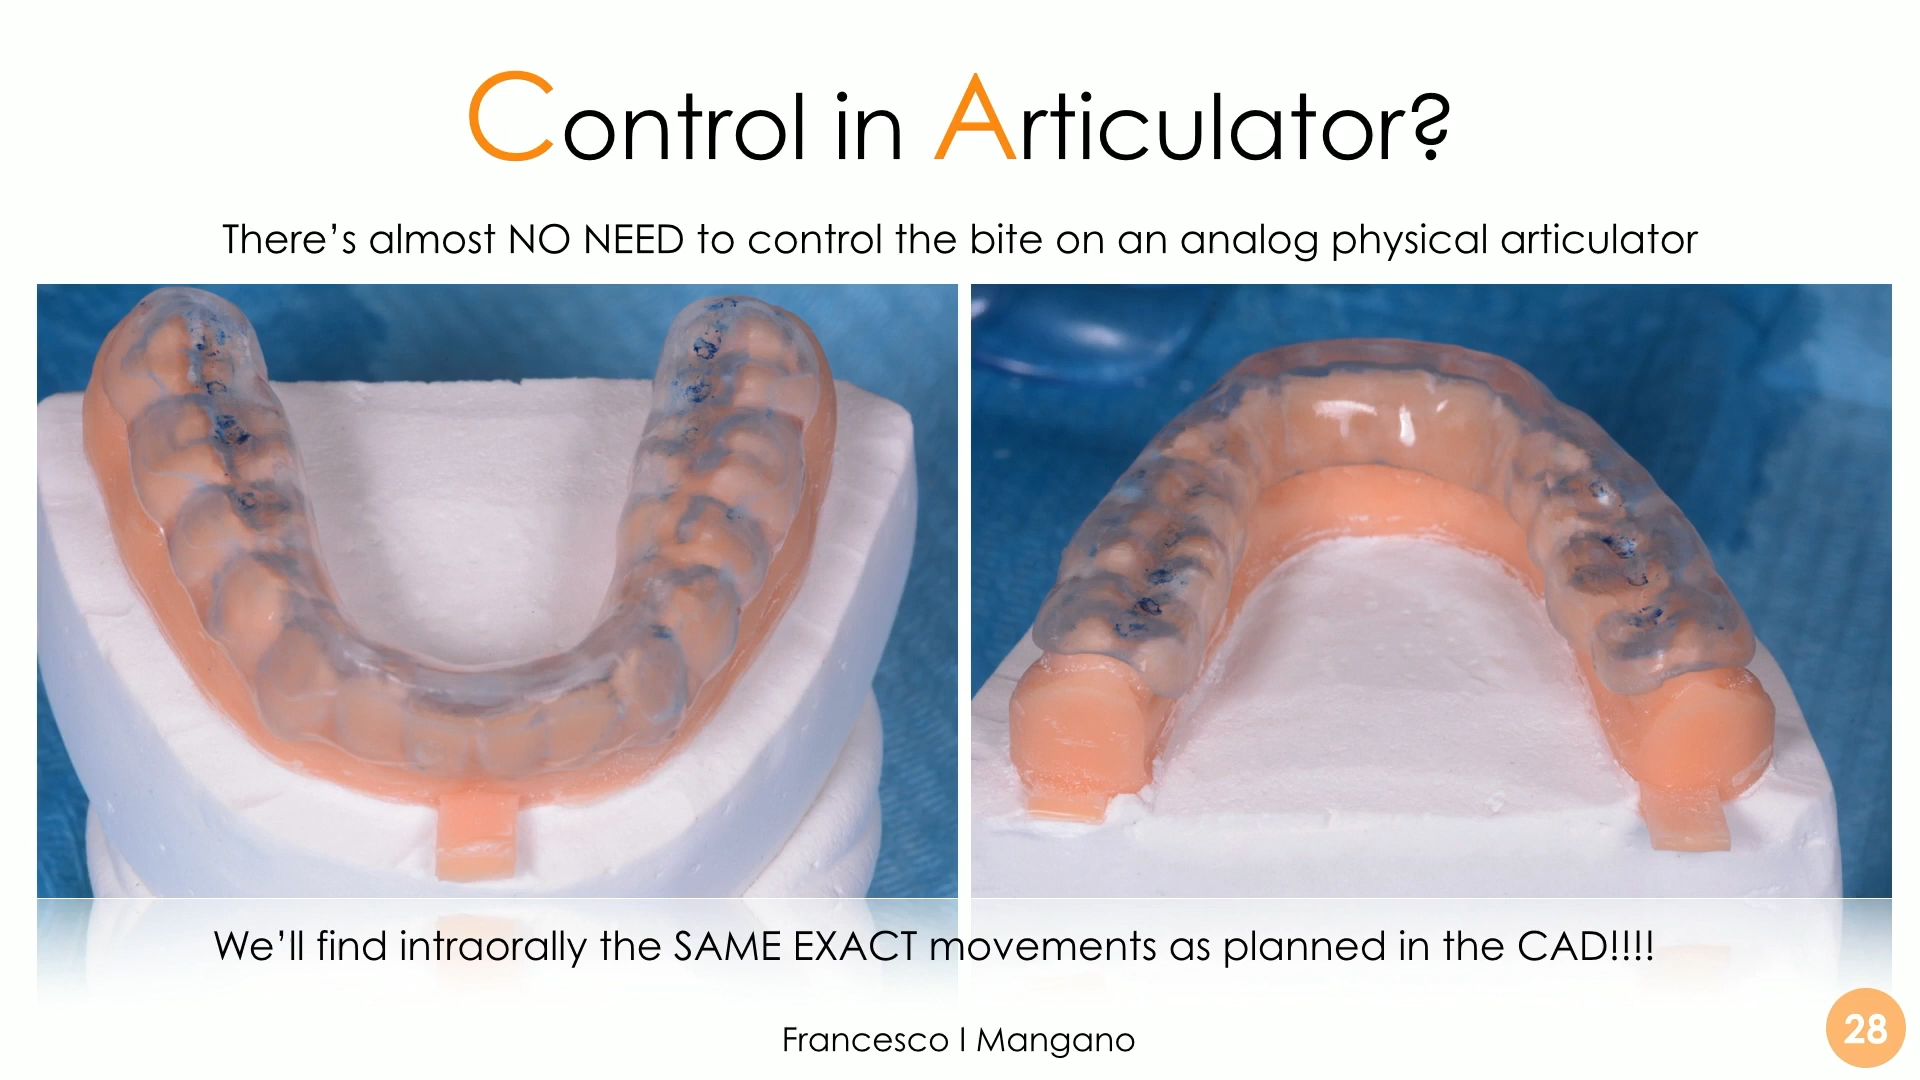 Control in Articulator?
There’s almost NO NEED to control the bite on an analog physical articulator
We’ll find intraorally the SAME EXACT movements as planned in the CAD!!!!
Francesco I Mangano
28